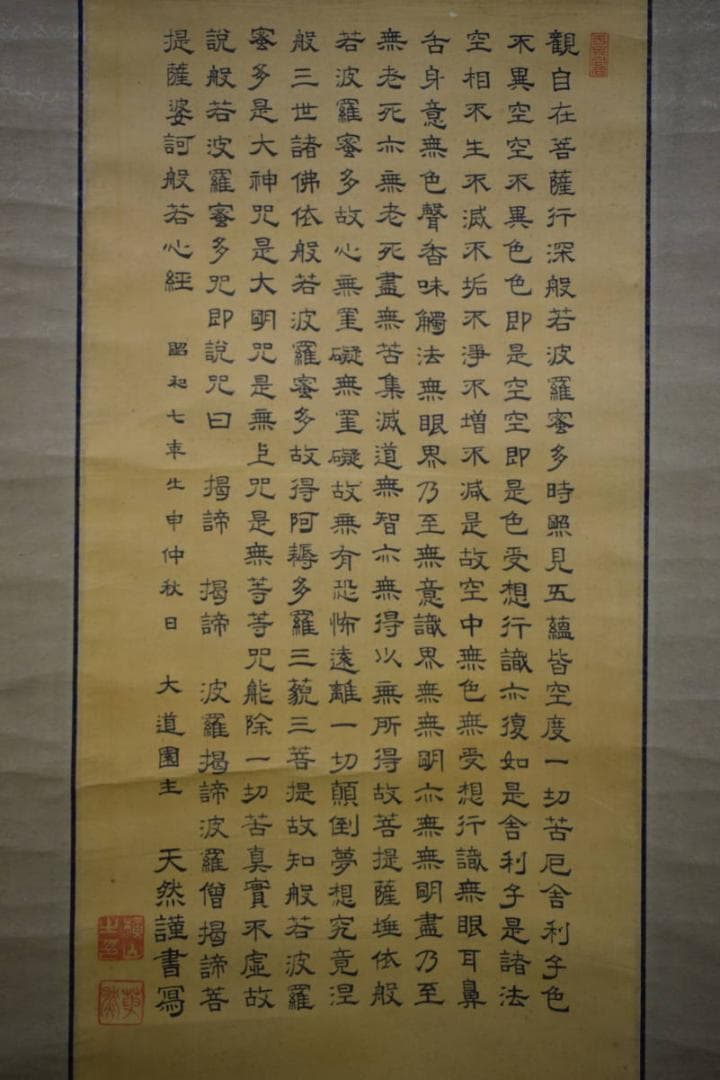 觀自在菩薩行深般若波羅蜜多時照見五蘊皆空度一切苦厄舍利子色
不異空空不異色色即是空空即是色受想行識亦復如是舍利子是諸法
空相不生不滅不垢不淨不增不減是故空中無色無受想行識無眼耳鼻
舌身意無色聲香味觸法無眼界乃至無意識界無無明亦無無明盡乃至
無老死亦無老死盡無苦集滅道無智亦無得以無所得故菩提薩埵依般
若波羅蜜多故心無罣礙無罣礙故無有恐怖遠離一切顛倒夢想究竟涅
般三世諸佛依般若波羅蜜多故得阿耨多羅三藐三菩提故知般若波羅
蜜多是大神咒是大明咒是無上咒是無等等咒能除一切苦真實不虛故
說般若波羅蜜多咒即說咒曰 揭諦 揭諦 波羅揭諦波羅僧揭諦菩
提薩婆訶般若心經 昭和七年壬申仲秋日 大道園主 天然謹書寫